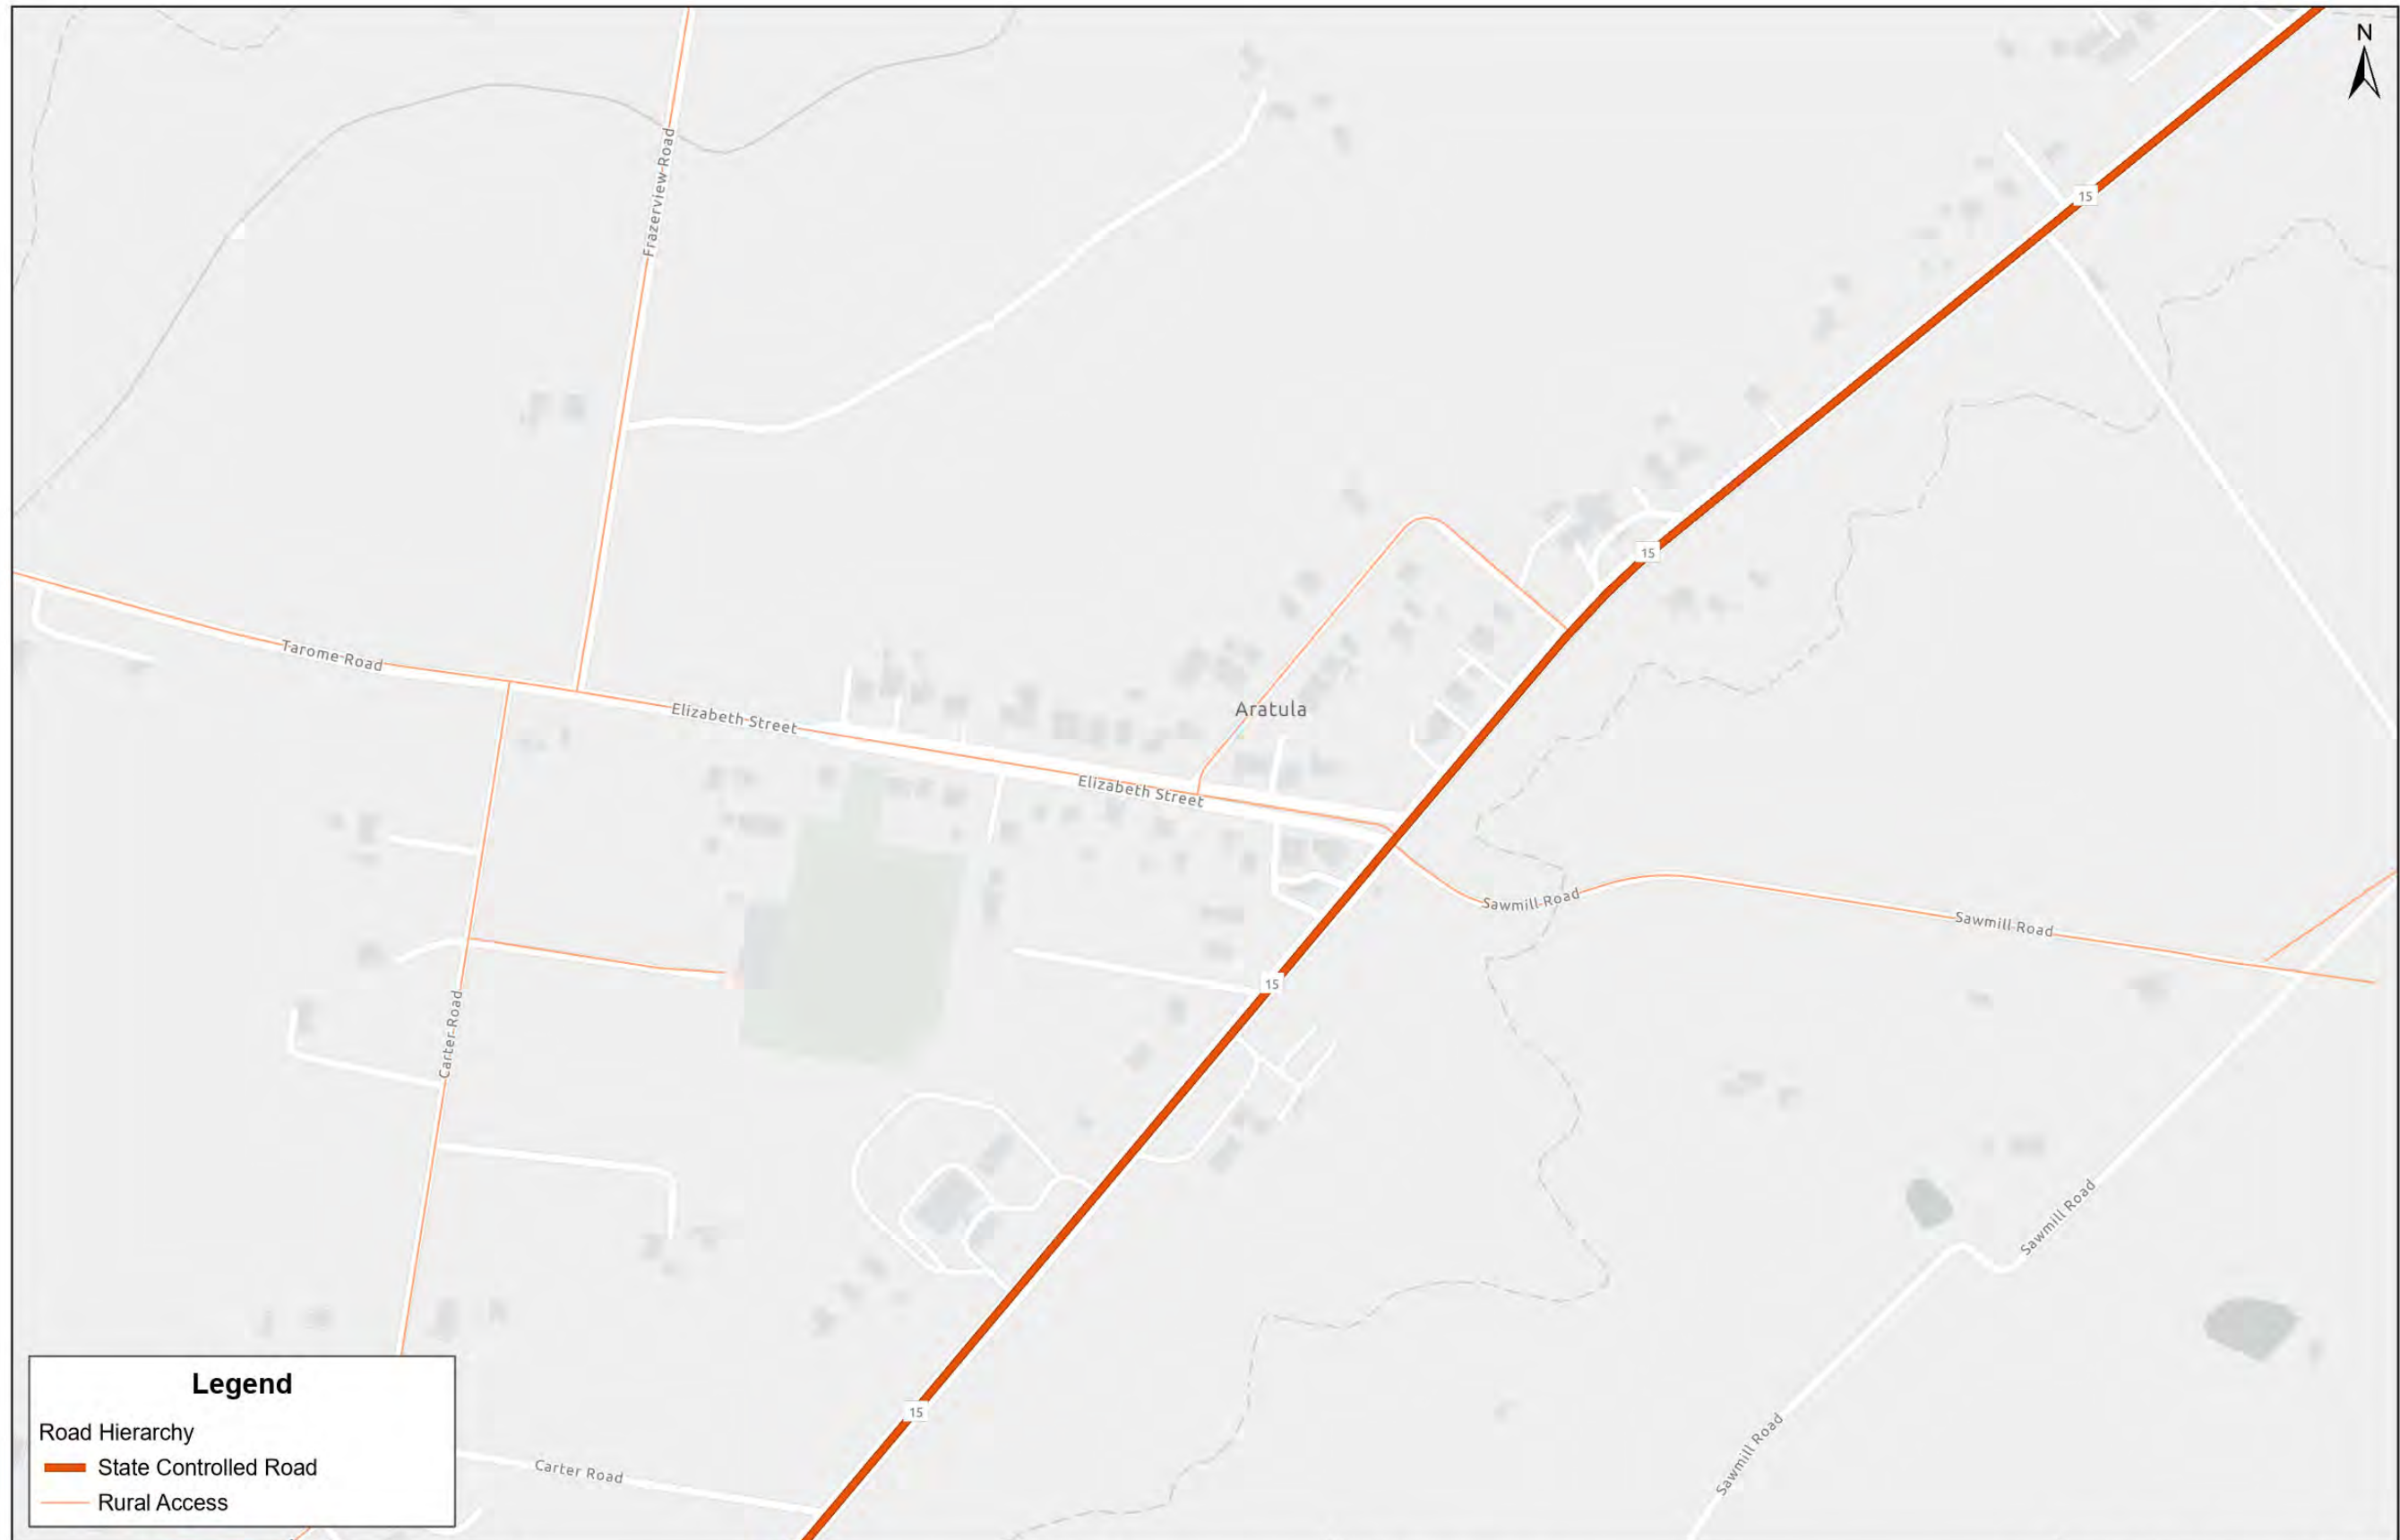 N
15
Frazerview Road
15
Tarome Road
Elizabeth Street
Aratula
Elizabeth Street
Sawmill Road
Sawmill Road
15
Carter Road
Sawmill Road
15
Sawmill Road
Carter Road
Legend
Road Hierarchy
State Controlled Road
Rural Access